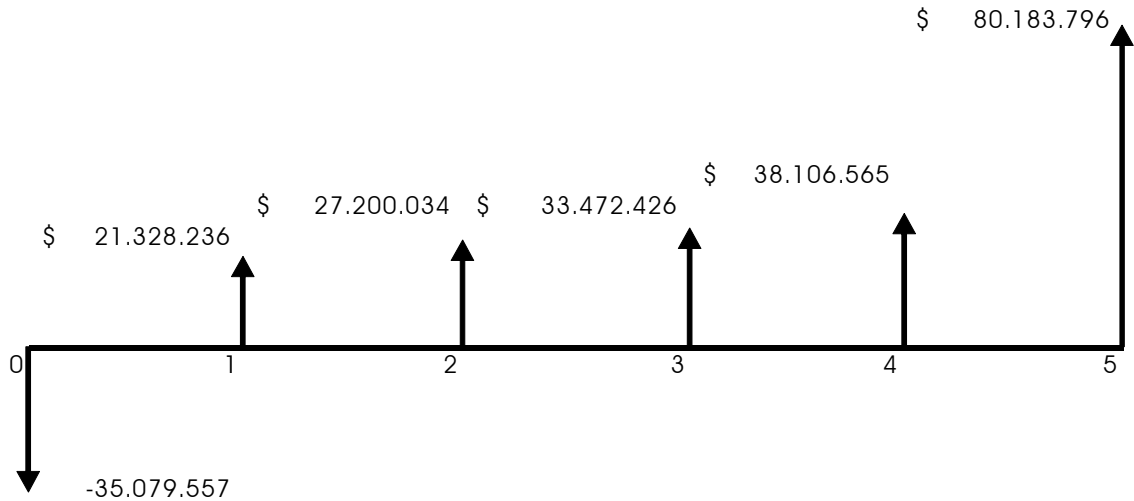 $ 80.183.796
$ 38.106.565
$ 27.200.034 $ 33.472.426
$ 21.328.236
0 1 2 3 4 5
-35.079.557